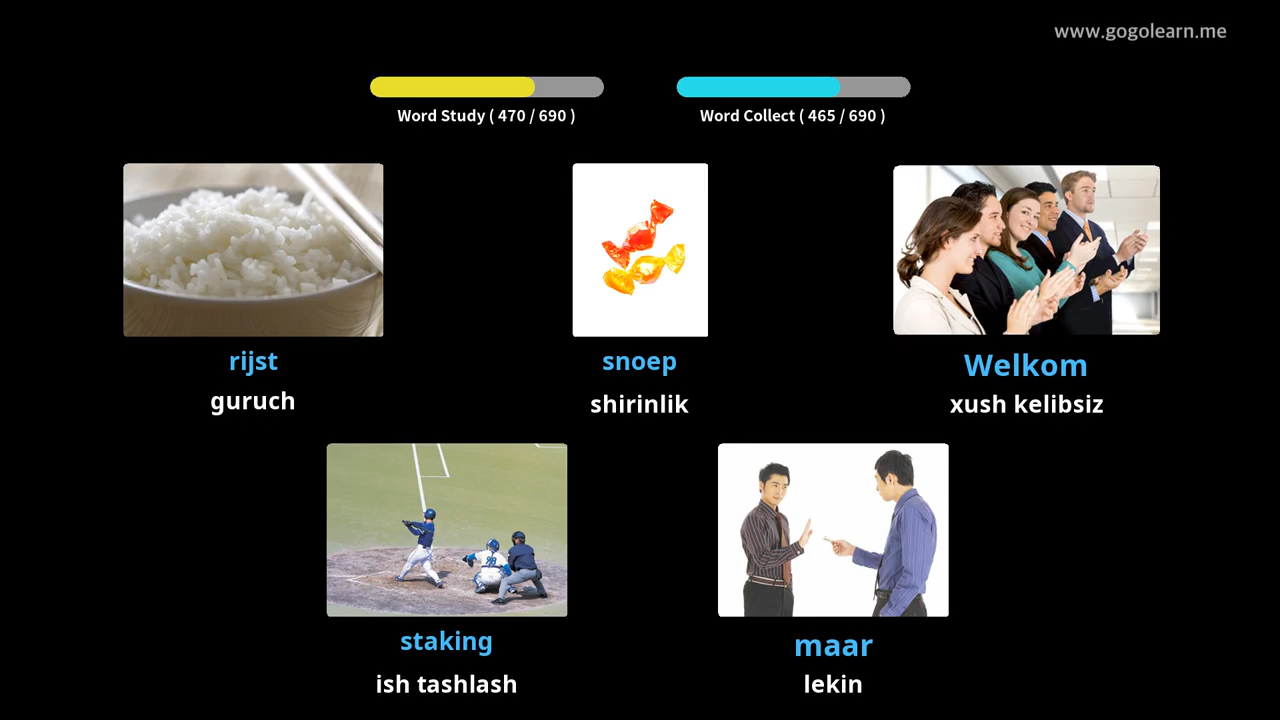 www.gogolearn.me
Word Study ( 470 / 690 )
Word Collect ( 465 / 690 )
rijst
guruch
snoep
shirinlik
Welkom
xush kelibsiz
staking
ish tashlash
maar
lekin